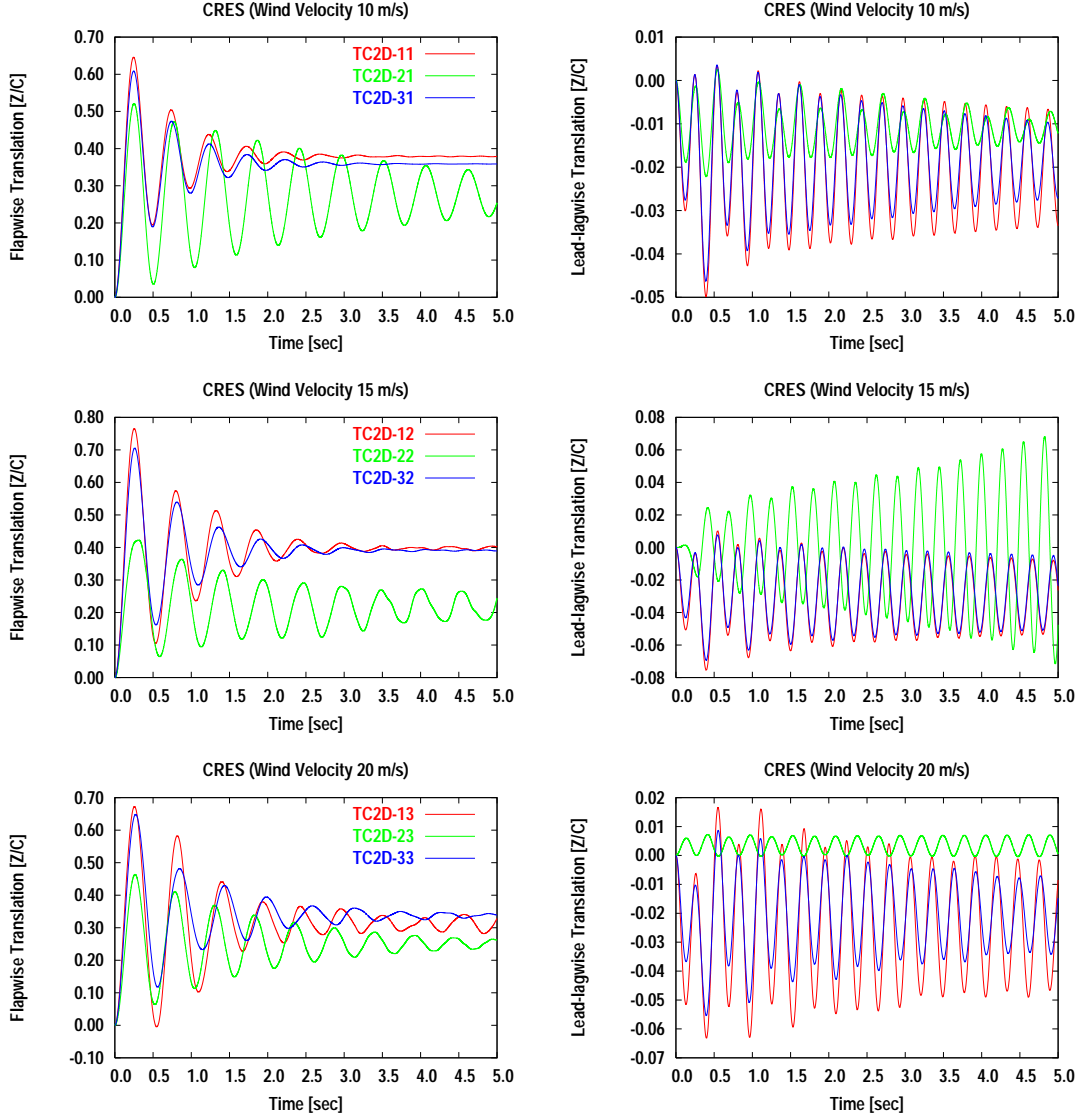 CRES (Wind Velocity 10 m/s)
Flapwise Translation [Z/C]
0.70
0.60
0.50
0.40
0.30
0.20
0.10
0.00
TC2D-11
TC2D-21
TC2D-31
0.0 0.5 1.0 1.5 2.0 2.5 3.0 3.5 4.0 4.5 5.0
Time [sec]
CRES (Wind Velocity 10 m/s)
Lead-lagwise Translation [Z/C]
0.01
0.00
-0.01
-0.02
-0.03
-0.04
-0.05
0.0 0.5 1.0 1.5 2.0 2.5 3.0 3.5 4.0 4.5 5.0
Time [sec]
CRES (Wind Velocity 15 m/s)
Flapwise Translation [Z/C]
0.80
0.70
0.60
0.50
0.40
0.30
0.20
0.10
0.00
TC2D-12
TC2D-22
TC2D-32
0.0 0.5 1.0 1.5 2.0 2.5 3.0 3.5 4.0 4.5 5.0
Time [sec]
CRES (Wind Velocity 15 m/s)
Lead-lagwise Translation [Z/C]
0.08
0.06
0.04
0.02
0.00
-0.02
-0.04
-0.06
-0.08
0.0 0.5 1.0 1.5 2.0 2.5 3.0 3.5 4.0 4.5 5.0
Time [sec]
CRES (Wind Velocity 20 m/s)
Flapwise Translation [Z/C]
0.70
0.60
0.50
0.40
0.30
0.20
0.10
0.00
-0.10
TC2D-13
TC2D-23
TC2D-33
0.0 0.5 1.0 1.5 2.0 2.5 3.0 3.5 4.0 4.5 5.0
Time [sec]
CRES (Wind Velocity 20 m/s)
Lead-lagwise Translation [Z/C]
0.02
0.01
0.00
-0.01
-0.02
-0.03
-0.04
-0.05
-0.06
-0.07
0.0 0.5 1.0 1.5 2.0 2.5 3.0 3.5 4.0 4.5 5.0
Time [sec]